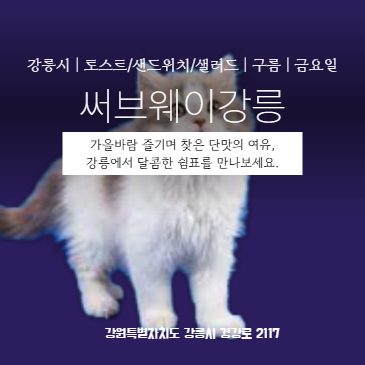 강릉시 | 토스트/샌드위치/샐러드 | 구름 | 금요일
써브웨이강릉
가을바람 즐기며 찾은 단맛의 여유,
강릉에서 달콤한 쉼표를 만나보세요.
강원특별자치도 강릉시 경강로 2117